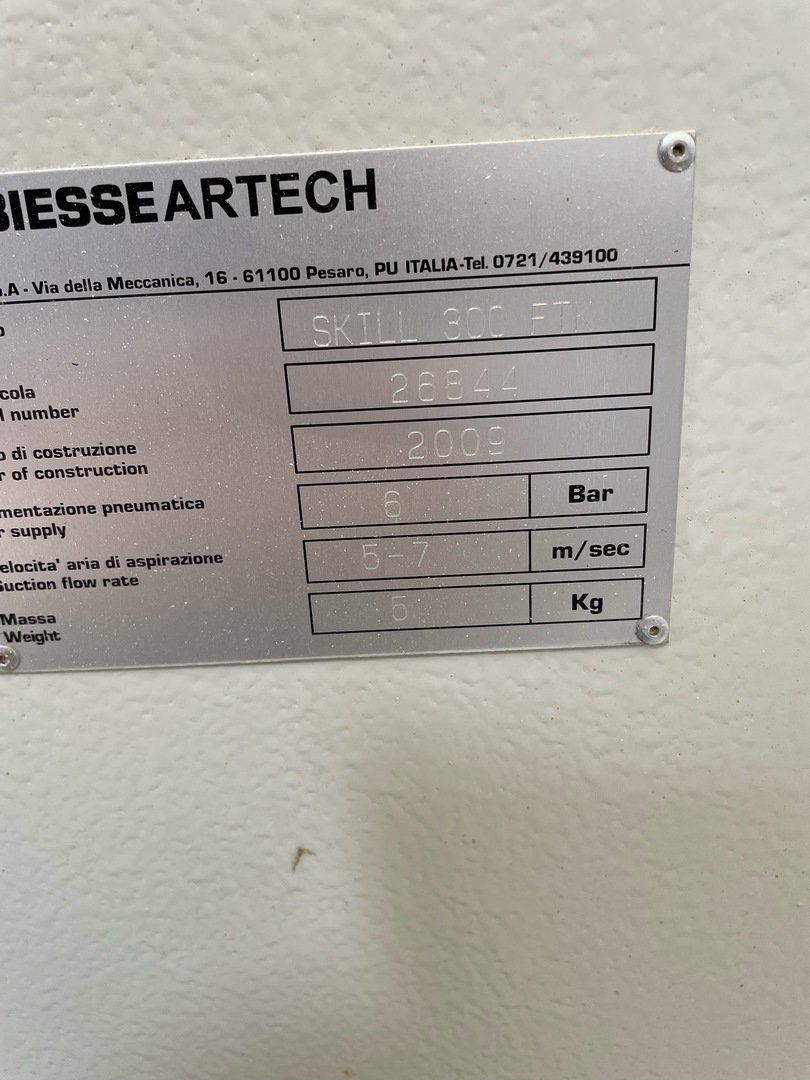 BIESSEARTECH
.A - Via della Meccanica, 16 - 61100 Pesaro, PU ITALIA-Tel. 0721/439100
o
SKILL 300 FTK
cola
l number
26844
o di costruzione
r of construction
2009
mentazione pneumatica
r supply
6
Bar
elocita' aria di aspirazione
Suction flow rate
5-7
m/sec
Massa
Weight
5
Kg